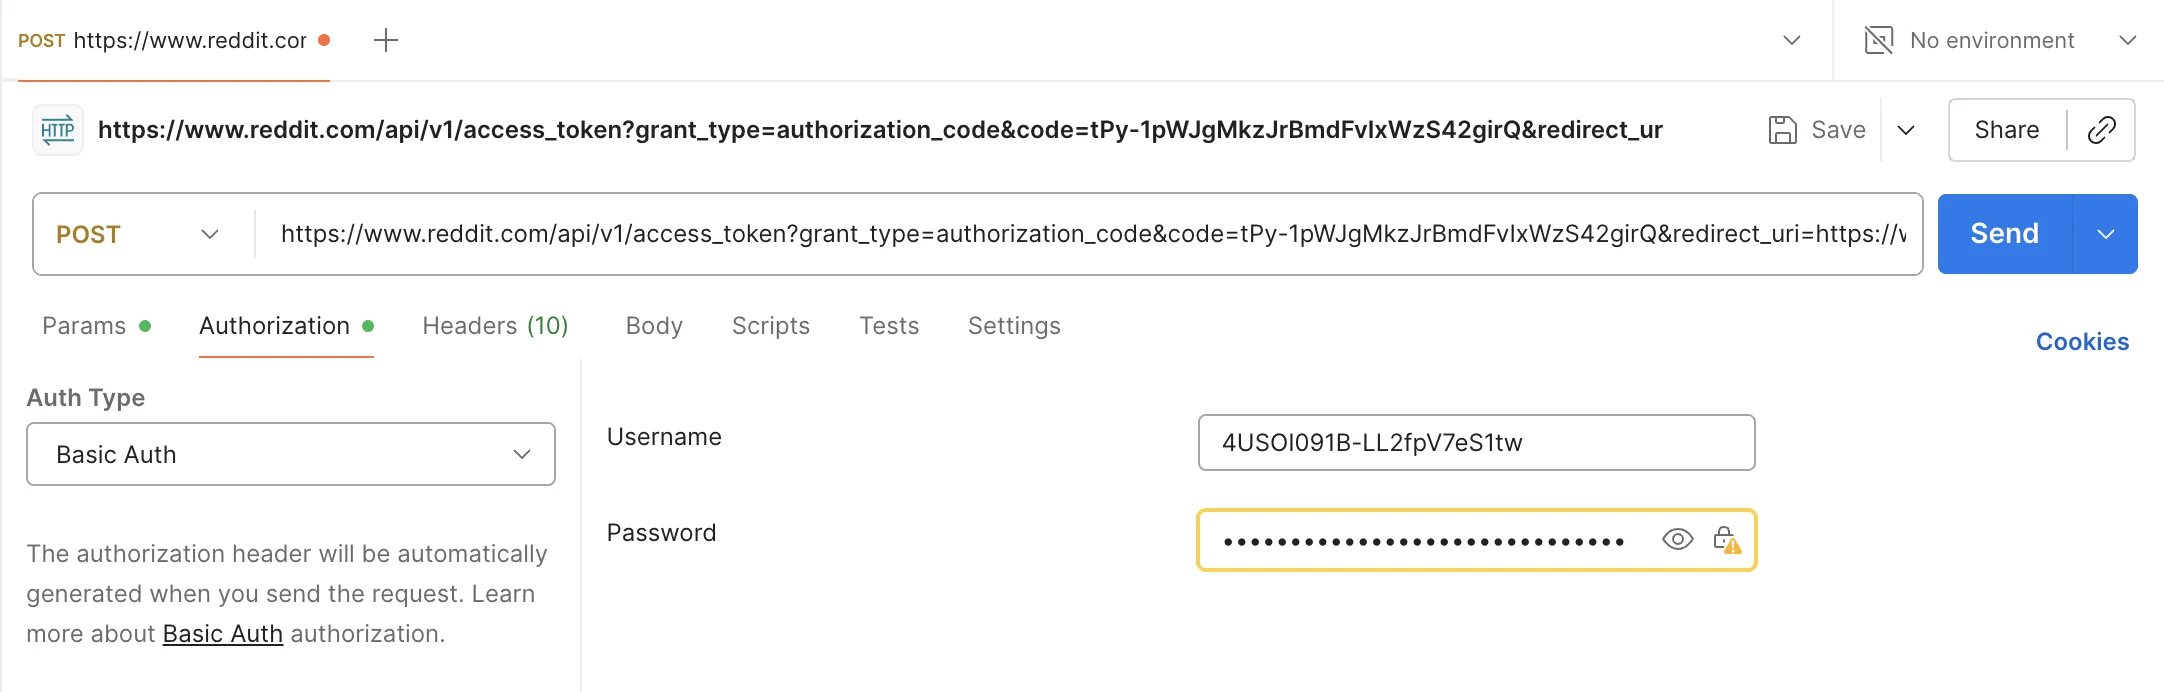 POST https://www.reddit.cor
No environment
HTTP https://www.reddit.com/api/v1/access_token?grant_type=authorization_code&code=tPy-1pWJgMkzJrBmdFvIxWzS42girQ&redirect_ur
Save
Share
POST
https://www.reddit.com/api/v1/access_token?grant_type=authorization_code&code=tPy-1pWJgMkzJrBmdFvIxWzS42girQ&redirect_uri=https://v
Send
Params Authorization Headers (10) Body Scripts Tests Settings
Cookies
Auth Type
Basic Auth
The authorization header will be automatically
generated when you send the request. Learn
more about Basic Auth authorization.
Username
4USOI091B-LL2fpV7eS1tw
Password